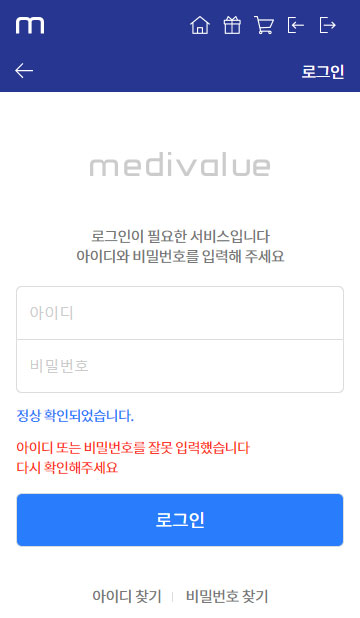 m
로그인
medivalue
로그인이 필요한 서비스입니다
아이디와 비밀번호를 입력해 주세요
아이디
비밀번호
정상 확인되었습니다.
아이디 또는 비밀번호를 잘못 입력했습니다
다시 확인해주세요
로그인
아이디 찾기
비밀번호 찾기